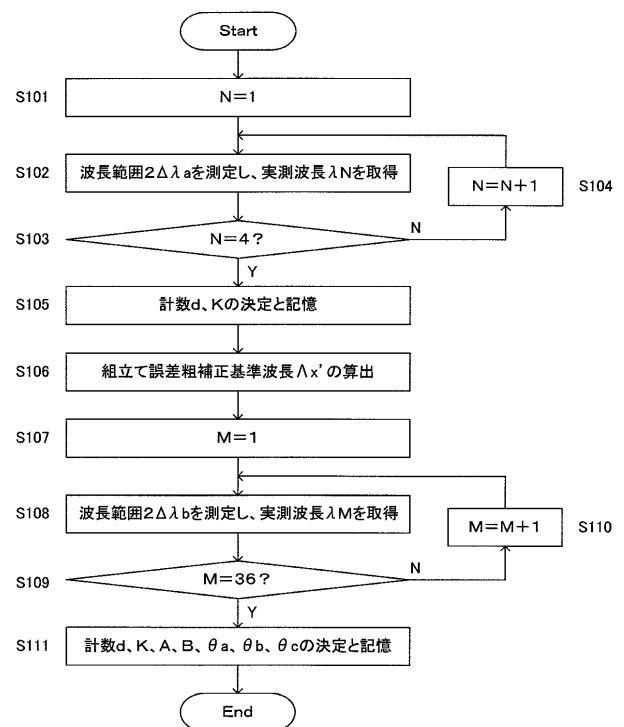 Start
S101
N=1
S102
波長範囲2Δλaを測定し、実測波長λNを取得
N=N+1
S104
S103
N=4?
N
Y
S105
計数d、Kの決定と記憶
S106
組立て誤差粗補正基準波長Λx'の算出
S107
M=1
S108
波長範囲2Δλbを測定し、実測波長λMを取得
M=M+1
S110
S109
M=36?
N
Y
S111
計数d、K、A、B、θa、θb、θcの決定と記憶
End